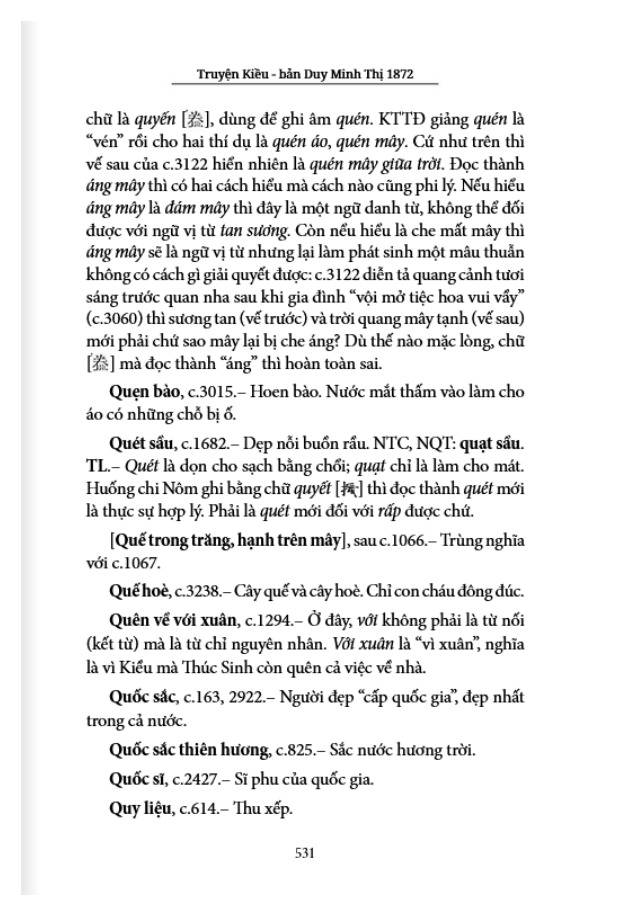 Truyện Kiều - bản Duy Minh Thị 1872
chữ là quyến [], dùng để ghi âm quén. KTTĐ giảng quén là
“vén” rồi cho hai thí dụ là quén áo, quén mây. Cứ như trên thì
vế sau của c.3122 hiển nhiên là quén mây giữa trời. Đọc thành
áng mây thì có hai cách hiểu mà cách nào cũng phi lý. Nếu hiểu
áng mây là đám mây thì đây là một ngữ danh từ, không thể đối
được với ngữ vị từ tan sương. Còn nếu hiểu là che mất mây thì
áng mây sẽ là ngữ vị từ nhưng lại làm phát sinh một mâu thuẫn
không có cách gì giải quyết được: c.3122 diễn tả quang cảnh tươi
sáng trước quan nha sau khi gia đình “vội mở tiệc hoa vui vầy”
(c.3060) thì sương tan (vế trước) và trời quang mây tạnh (vế sau)
mới phải chứ sao mây lại bị che áng? Dù thế nào mặc lòng, chữ
[] mà đọc thành “áng” thì hoàn toàn sai.
Quẹn bào, c.3015.– Hoen bào. Nước mắt thấm vào làm cho
áo có những chỗ bị ố.
Quét sầu, c.1682.– Dẹp nỗi buồn rầu. NTC, NQT: quạt sầu.
TL.– Quét là dọn cho sạch bằng chổi; quạt chỉ là làm cho mát.
Huống chi Nôm ghi bằng chữ quyết [] thì đọc thành quét mới
là thực sự hợp lý. Phải là quét mới đối với rấp được chứ.
[Quế trong trăng, hạnh trên mây], sau c.1066.– Trùng nghĩa
với c.1067.
Quế hoè, c.3238.– Cây quế và cây hoè. Chỉ con cháu đông đúc.
Quên về với xuân, c.1294.– Ở đây, với không phải là từ nối
(kết từ) mà là từ chỉ nguyên nhân. Với xuân là “vì xuân”, nghĩa
là vì Kiều mà Thúc Sinh còn quên cả việc về nhà.
Quốc sắc, c.163, 2922.– Người đẹp “cấp quốc gia”, đẹp nhất
trong cả nước.
Quốc sắc thiên hương, c.825.– Sắc nước hương trời.
Quốc sĩ, c.2427.– Sĩ phu của quốc gia.
Quy liệu, c.614.– Thu xếp.
531